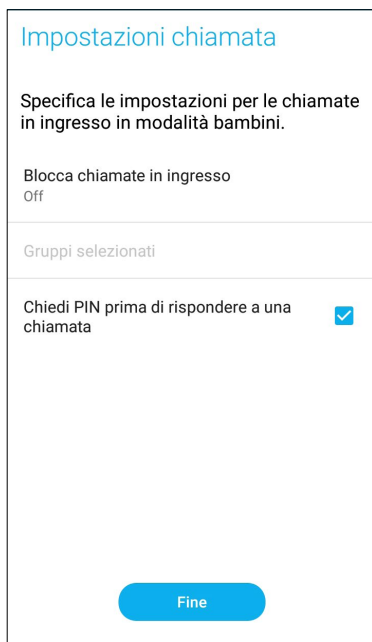 Impostazioni chiamata
Specifica le impostazioni per le chiamate
in ingresso in modalità bambini.
Blocca chiamate in ingresso
Off
Gruppi selezionati
Chiedi PIN prima di rispondere a una
chiamata
Fine